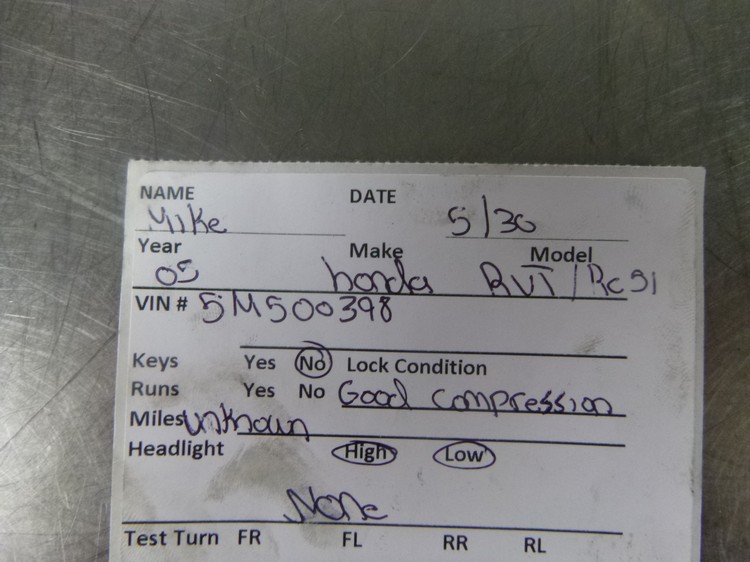 NAME DATE
Mike 5/30
Year Make Model
05 honda RVT/Rc51
VIN # 5M500398
Keys Yes No Lock Condition
Runs Yes No Good compression
Miles unknown
Headlight High Low
None
Test Turn FR FL RR RL